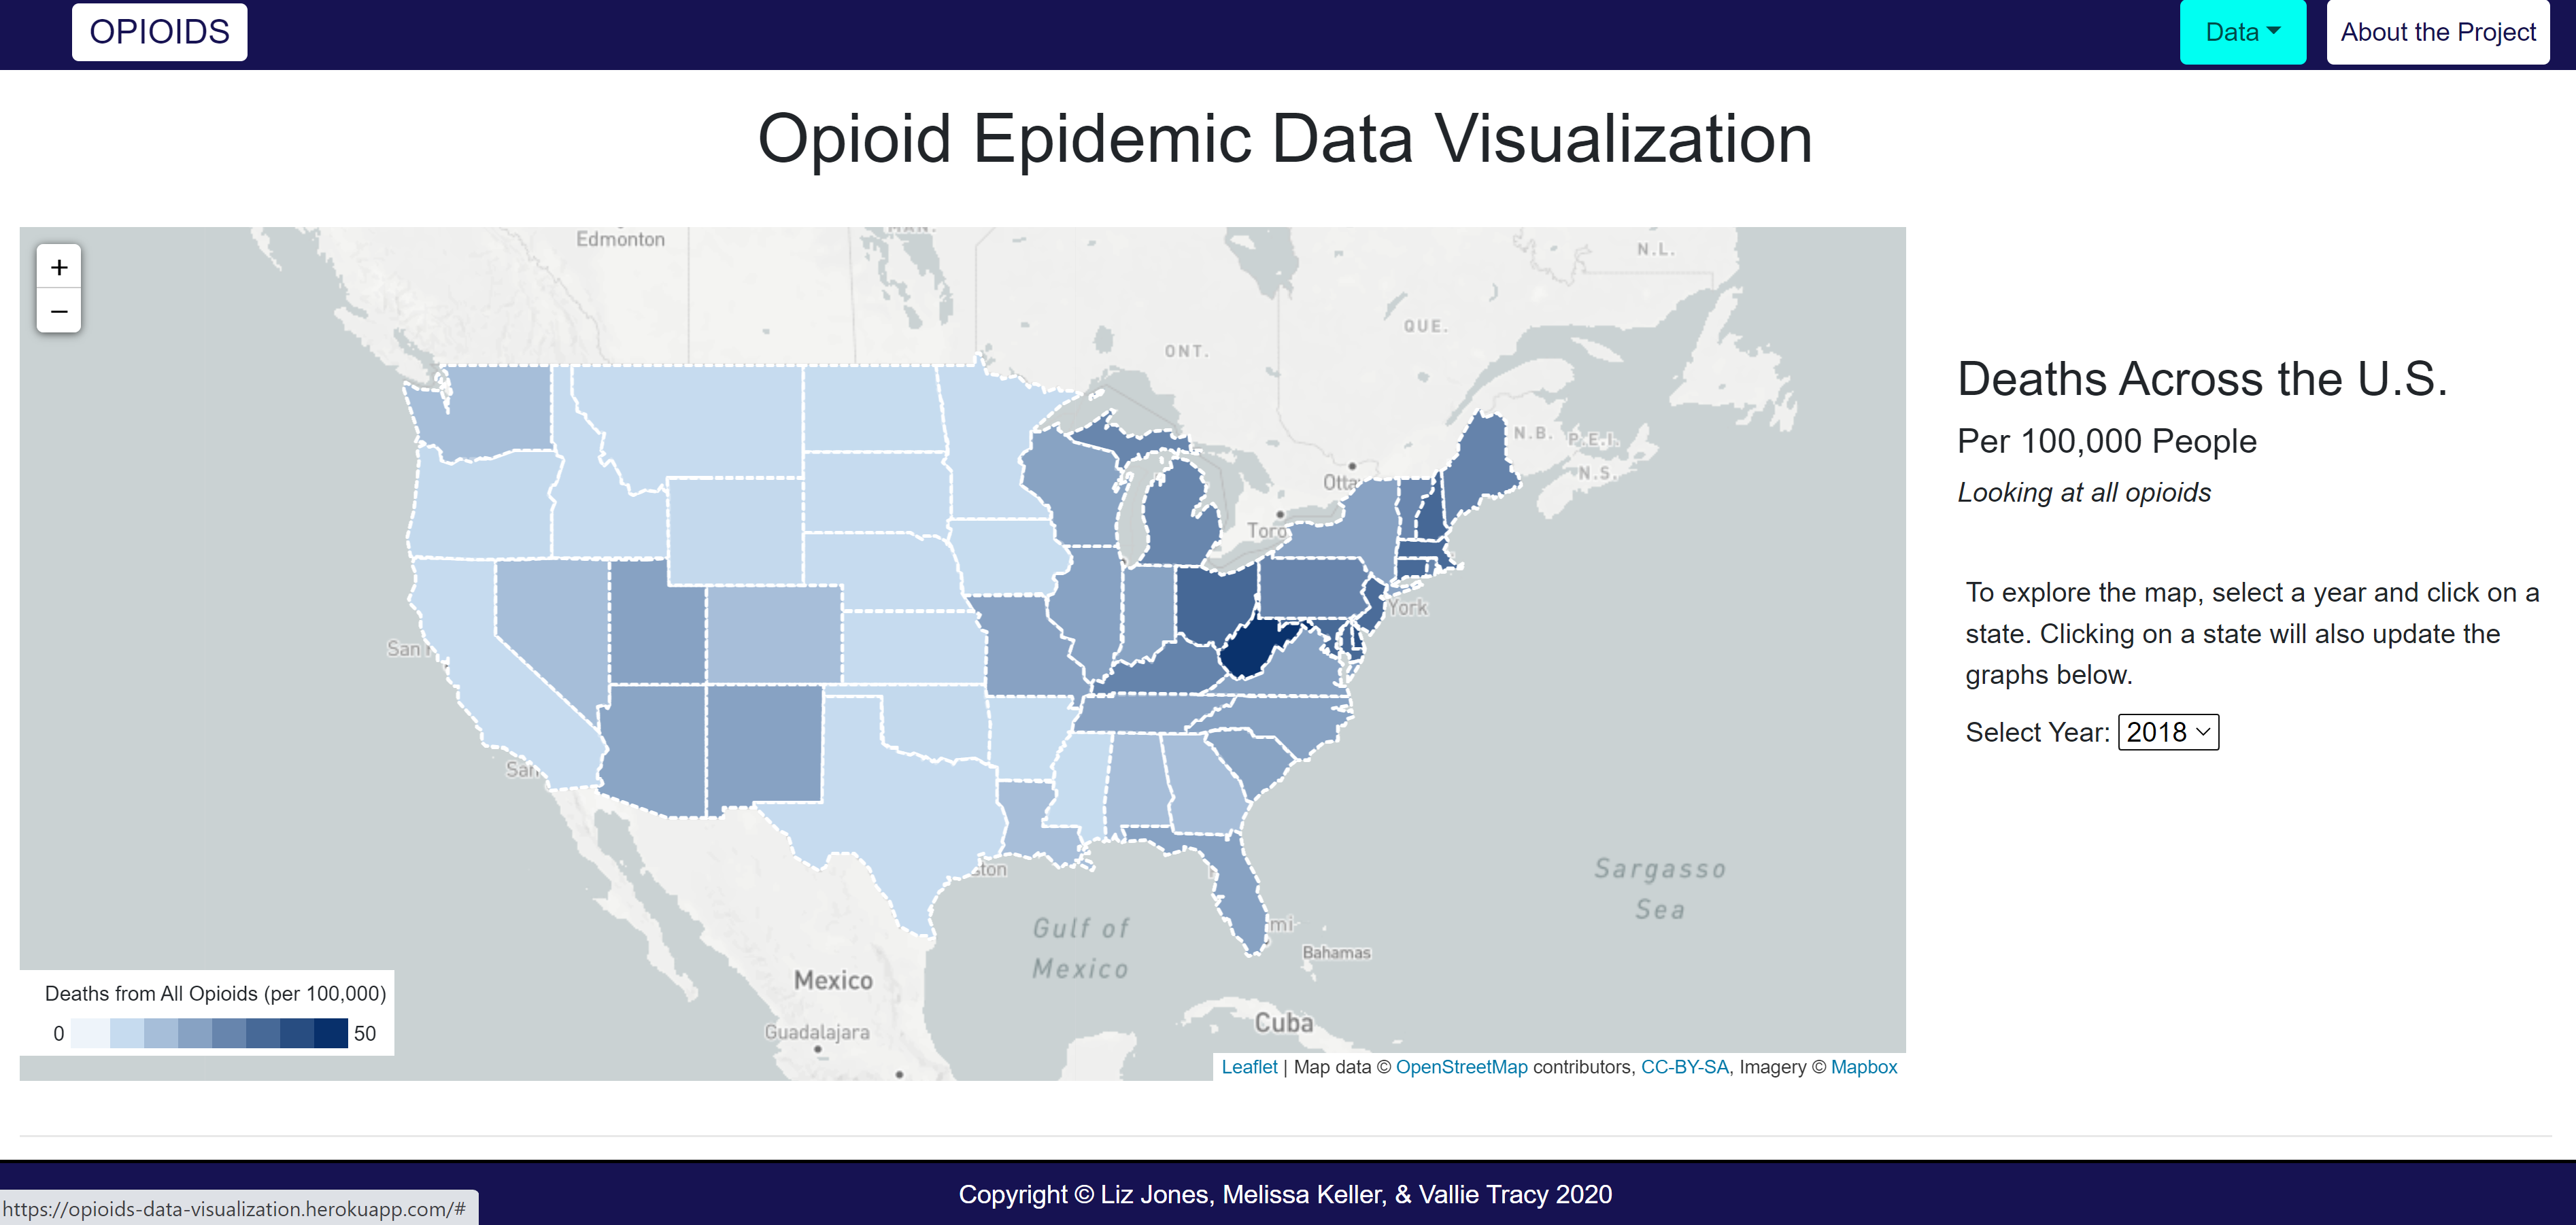 OPIOIDS
Data
About the Project
Opioid Epidemic Data Visualization
+
−
Edmonton
MAN.
N.L.
QUE.
ONT.
N.B.
P.E.I.
N.S.
Otta
Toro
York
San
San
ston
mi
Gulf of
Mexico
Sargasso
Sea
Bahamas
Mexico
Cuba
Guadalajara
Deaths from All Opioids (per 100,000)
0
50
Leaflet | Map data © OpenStreetMap contributors, CC-BY-SA, Imagery © Mapbox
Deaths Across the U.S.
Per 100,000 People
Looking at all opioids
To explore the map, select a year and click on a
state. Clicking on a state will also update the
graphs below.
Select Year: 2018
Copyright © Liz Jones, Melissa Keller, & Vallie Tracy 2020
https://opioids-data-visualization.herokuapp.com/#